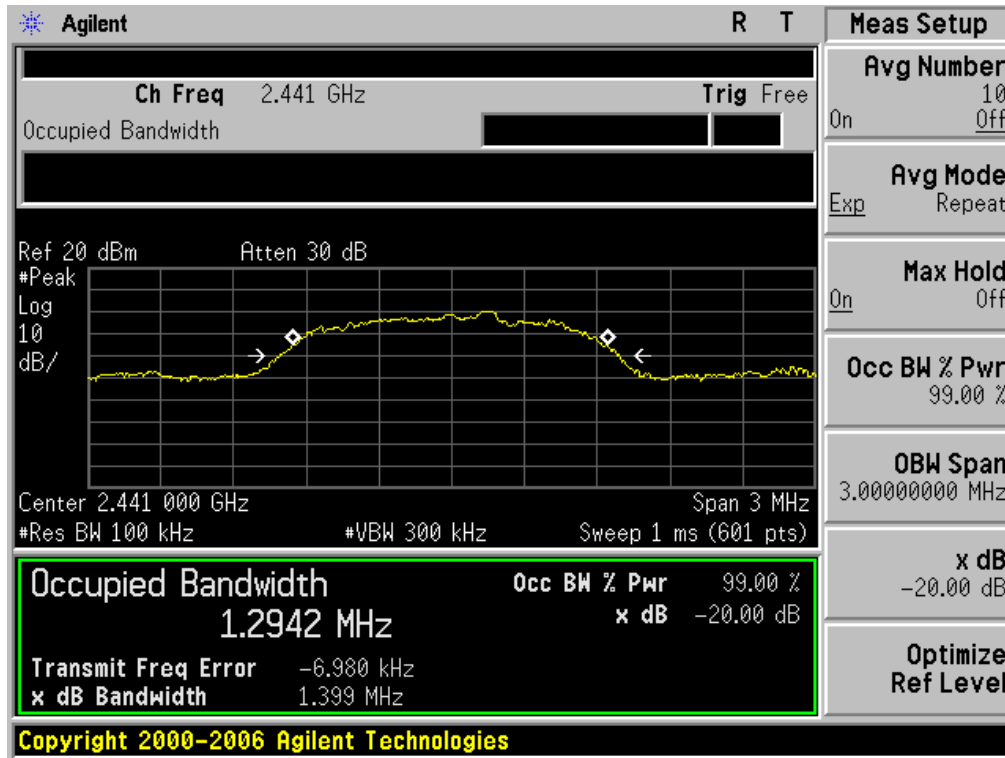 Agilent R T
Ch Freq 2.441 GHz Trig Free
Occupied Bandwidth
Ref 20 dBm Atten 30 dB
#Peak
Log
10
dB/
Center 2.441 000 GHz Span 3 MHz
#Res BW 100 kHz #VBW 300 kHz Sweep 1 ms (601 pts)
Occupied Bandwidth
1.2942 MHz
Occ BW % Pwr 99.00 %
x dB -20.00 dB
Transmit Freq Error -6.980 kHz
x dB Bandwidth 1.399 MHz
Copyright 2000-2006 Agilent Technologies
Meas Setup
Avg Number
10
On Off
Avg Mode
Exp Repeat
Max Hold
On Off
Occ BW % Pwr
99.00 %
OBW Span
3.00000000 MHz
x dB
-20.00 dB
Optimize
Ref Level